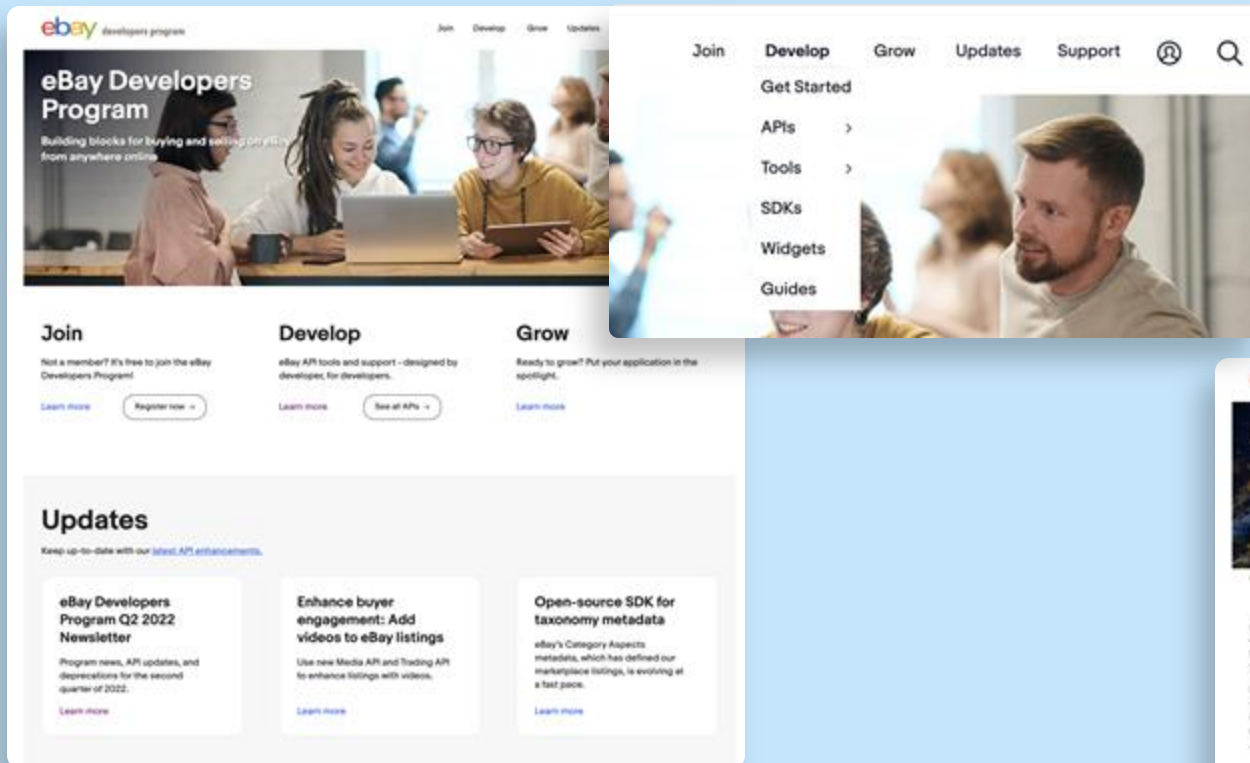 ebay developers program
Join Develop Grow Updates
eBay Developers
Program
Building blocks for buying and selling on eBay
from anywhere online
Join
Not a member? It's free to join the eBay
Developers Program!
Learn more
Register now →
Develop
eBay API tools and support - designed by
developer, for developers.
Learn more
See all APIs →
Grow
Ready to grow? Put your application in the
spotlight.
Learn more
Updates
Keep up-to-date with our latest API enhancements.
eBay Developers
Program Q2 2022
Newsletter
Program news, API updates, and
deprecations for the second
quarter of 2022.
Learn more
Enhance buyer
engagement: Add
videos to eBay listings
Use new Media API and Trading API
to enhance listings with videos.
Learn more
Open-source SDK for
taxonomy metadata
eBay's Category Aspects
metadata, which has defined our
marketplace listings, is evolving at
a fast pace.
Learn more
Join Develop Grow Updates Support
Get Started
APIs >
Tools >
SDKs
Widgets
Guides